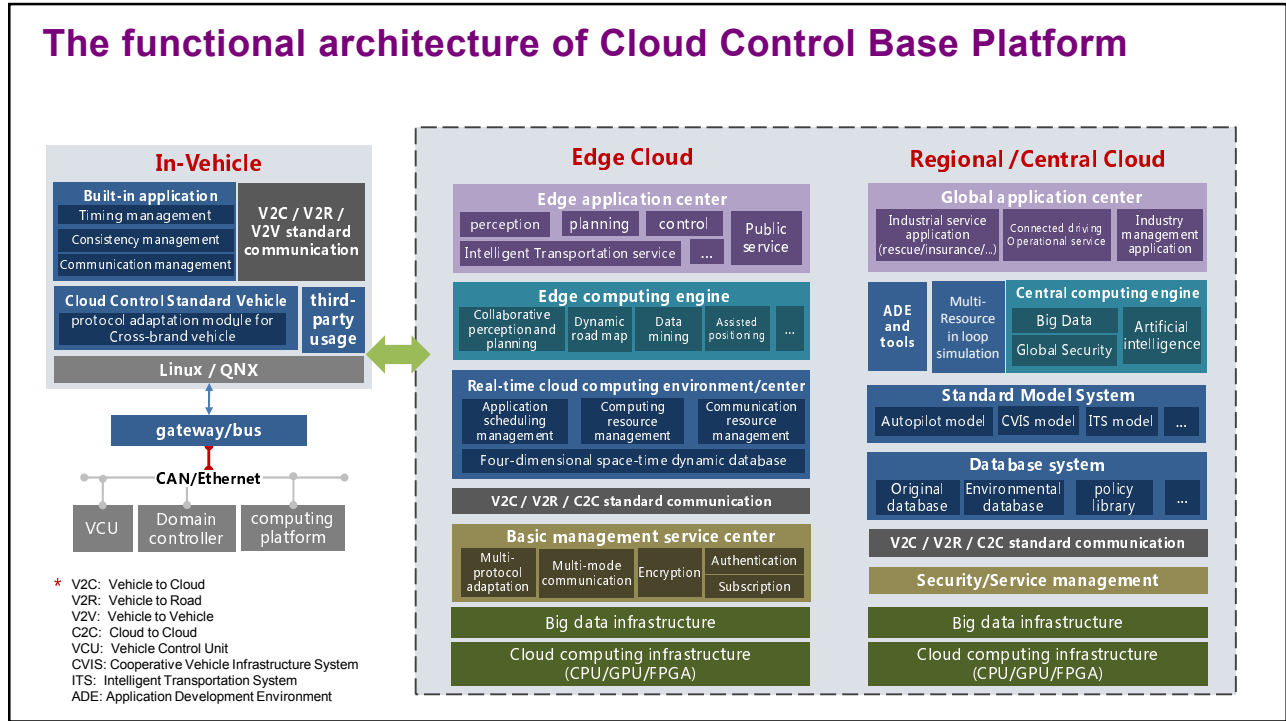 The functional architecture of Cloud Control Base Platform
In-Vehicle
Built-in application
Timing management
Consistency management
Communication management
V2C / V2R /
V2V standard
communication
Cloud Control Standard Vehicle
protocol adaptation module for
Cross-brand vehicle
third-
party
usage
Linux / QNX
gateway/bus
CAN/Ethernet
VCU
Domain
controller
computing
platform
* V2C: Vehicle to Cloud
V2R: Vehicle to Road
V2V: Vehicle to Vehicle
C2C: Cloud to Cloud
VCU: Vehicle Control Unit
CVIS: Cooperative Vehicle Infrastructure System
ITS: Intelligent Transportation System
ADE: Application Development Environment
Edge Cloud
Edge application center
perception
planning
control
Public
service
Intelligent Transportation service
...
Edge computing engine
Collaborative
perception and
planning
Dynamic
road map
Data
mining
Assisted
positioning
...
Real-time cloud computing environment/center
Application
scheduling
management
Computing
resource
management
Communication
resource
management
Four-dimensional space-time dynamic database
V2C / V2R / C2C standard communication
Basic management service center
Multi-
protocol
adaptation
Multi-mode
communication
Encryption
Authentication
Subscription
Big data infrastructure
Cloud computing infrastructure
(CPU/GPU/FPGA)
Regional /Central Cloud
Global application center
Industrial service
application
(rescue/insurance/...)
Connected driving
Operational service
Industry
management
application
ADE
and
tools
Multi-
Resource
in loop
simulation
Central computing engine
Big Data
Global Security
Artificial
intelligence
Standard Model System
Autopilot model
CVIS model
ITS model
...
Database system
Original
database
Environmental
database
policy
library
...
V2C / V2R / C2C standard communication
Security/Service management
Big data infrastructure
Cloud computing infrastructure
(CPU/GPU/FPGA)